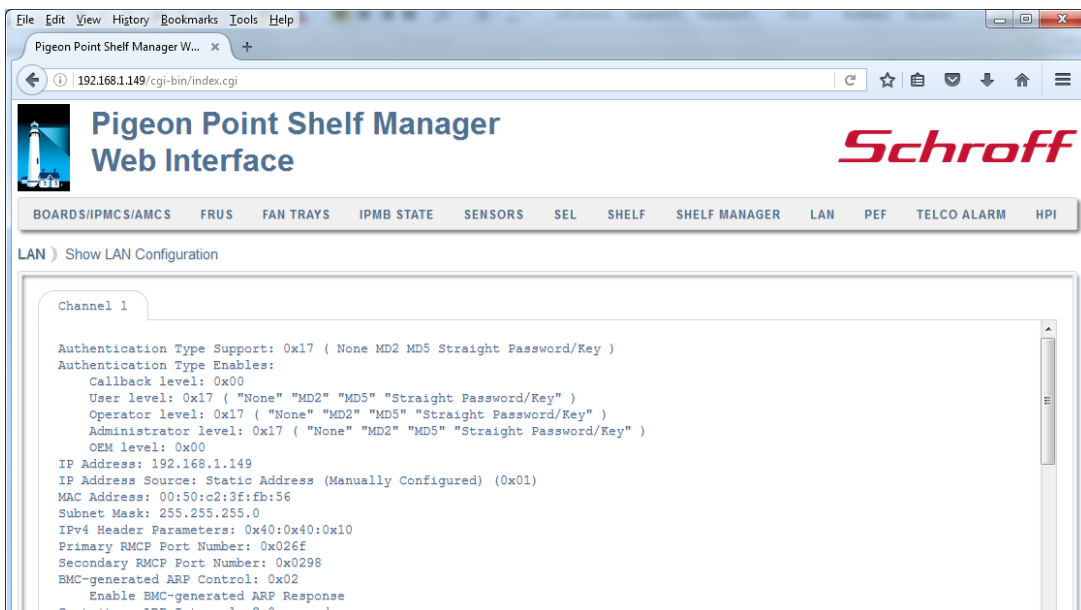 File Edit View History Bookmarks Tools Help
Pigeon Point Shelf Manager W... × +
192.168.1.149/cgi-bin/index.cgi
Pigeon Point Shelf Manager
Web Interface
Schroff
BOARDS/IPMCS/AMCS FRUS FAN TRAYS IPMB STATE SENSORS SEL SHELF SHELF MANAGER LAN PEF TELCO ALARM HPI
LAN ) Show LAN Configuration
Channel 1
Authentication Type Support: 0x17 ( None MD2 MD5 Straight Password/Key )
Authentication Type Enables:
Callback level: 0x00
User level: 0x17 ( "None" "MD2" "MD5" "Straight Password/Key" )
Operator level: 0x17 ( "None" "MD2" "MD5" "Straight Password/Key" )
Administrator level: 0x17 ( "None" "MD2" "MD5" "Straight Password/Key" )
OEM level: 0x00
IP Address: 192.168.1.149
IP Address Source: Static Address (Manually Configured) (0x01)
MAC Address: 00:50:c2:3f:fb:56
Subnet Mask: 255.255.255.0
IPv4 Header Parameters: 0x40:0x40:0x10
Primary RMCP Port Number: 0x026f
Secondary RMCP Port Number: 0x0298
BMC-generated ARP Control: 0x02
Enable BMC-generated ARP Response